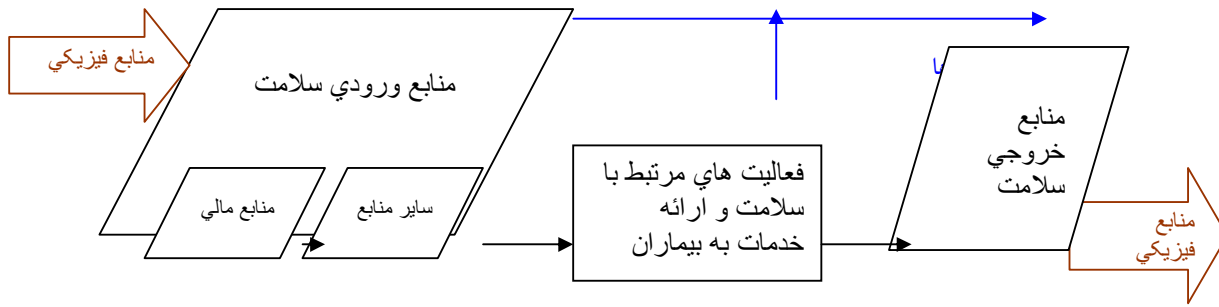 منابع فيزيكي
منابع ورودي سلامت
منابع مالي
ساير منابع
فعاليت هاي مرتبط با
سلامت و ارائه
خدمات به بيماران
منابع
خروجي
سلامت
منابع
فيزيكي